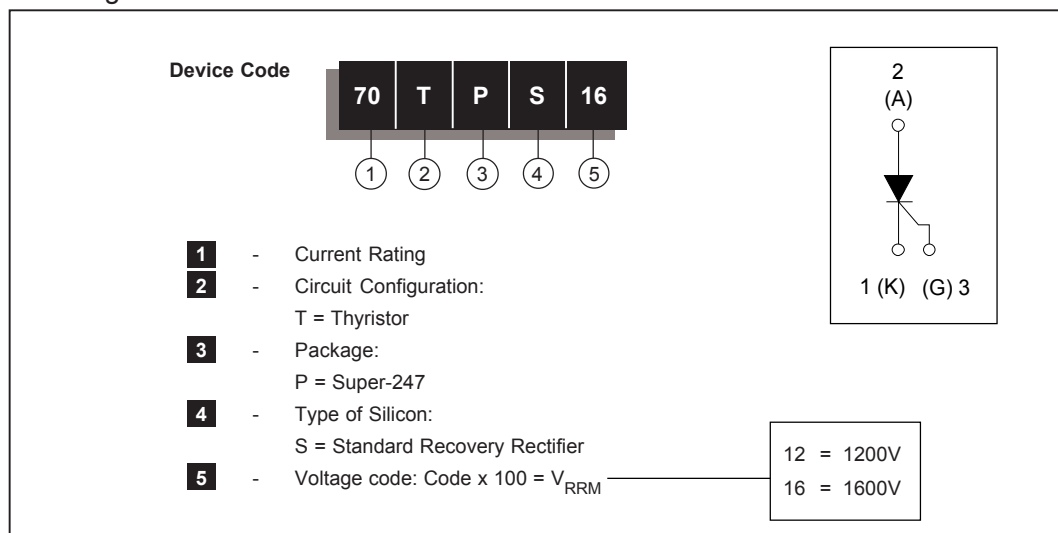 Device Code
70 T P S 16
1 2 3 4 5
1 - Current Rating
2 - Circuit Configuration:
T = Thyristor
3 - Package:
P = Super-247
4 - Type of Silicon:
S = Standard Recovery Rectifier
5 - Voltage code: Code x 100 = VRRM
12 = 1200V
16 = 1600V
2
(A)
1 (K) (G) 3